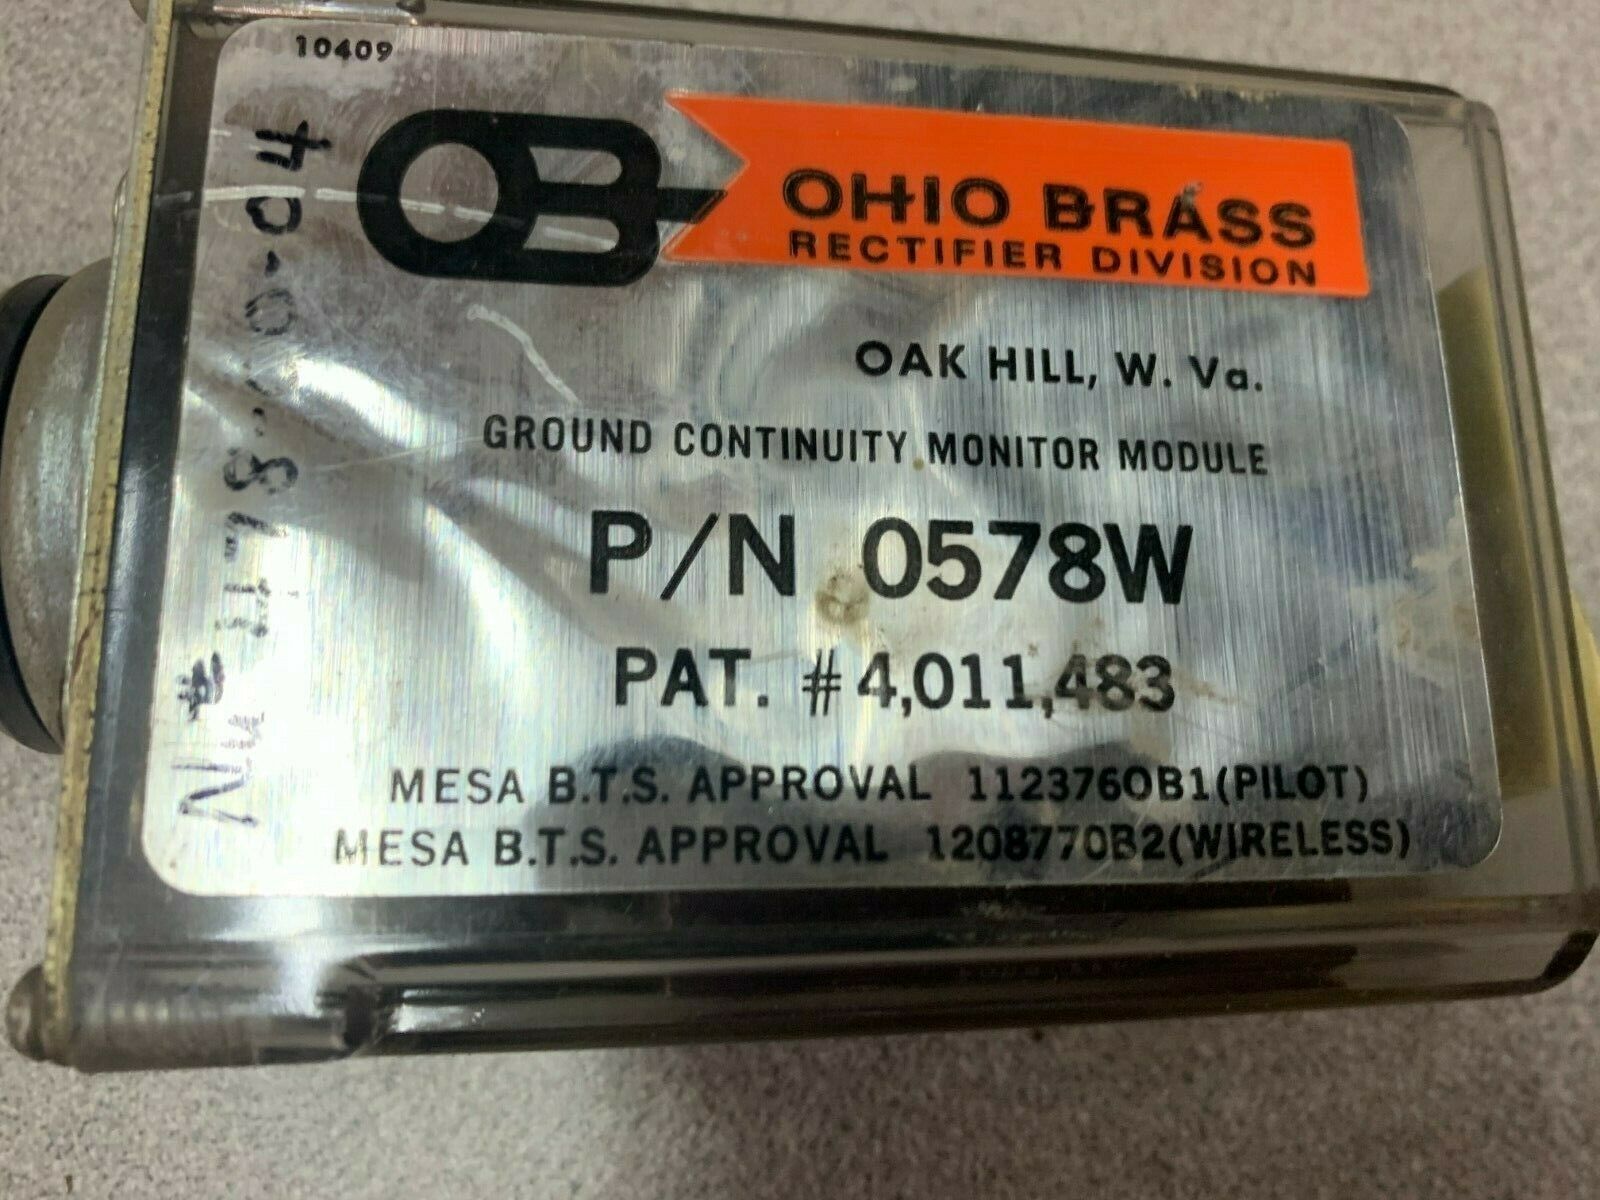 10409
OB OHIO BRASS
RECTIFIER DIVISION
OAK HILL, W. Va.
GROUND CONTINUITY MONITOR MODULE
P/N 0578W
PAT. #4,011,483
MESA B.T.S. APPROVAL 1123760B1(PILOT)
MESA B.T.S. APPROVAL 1208770B2(WIRELESS)